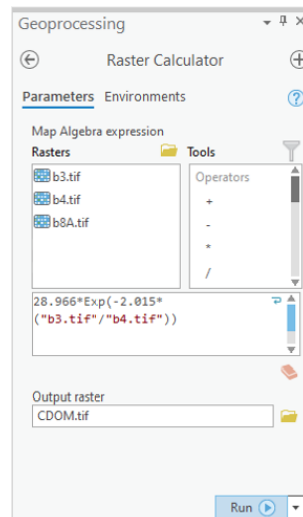 Geoprocessing
Raster Calculator
Parameters Environments
Map Algebra expression
Rasters Tools
b3.tif
b4.tif
b8A.tif
Operators
+
-
*
/
28.966*Exp(-2.015*
("b3.tif"/"b4.tif"))
Output raster
CDOM.tif
Run